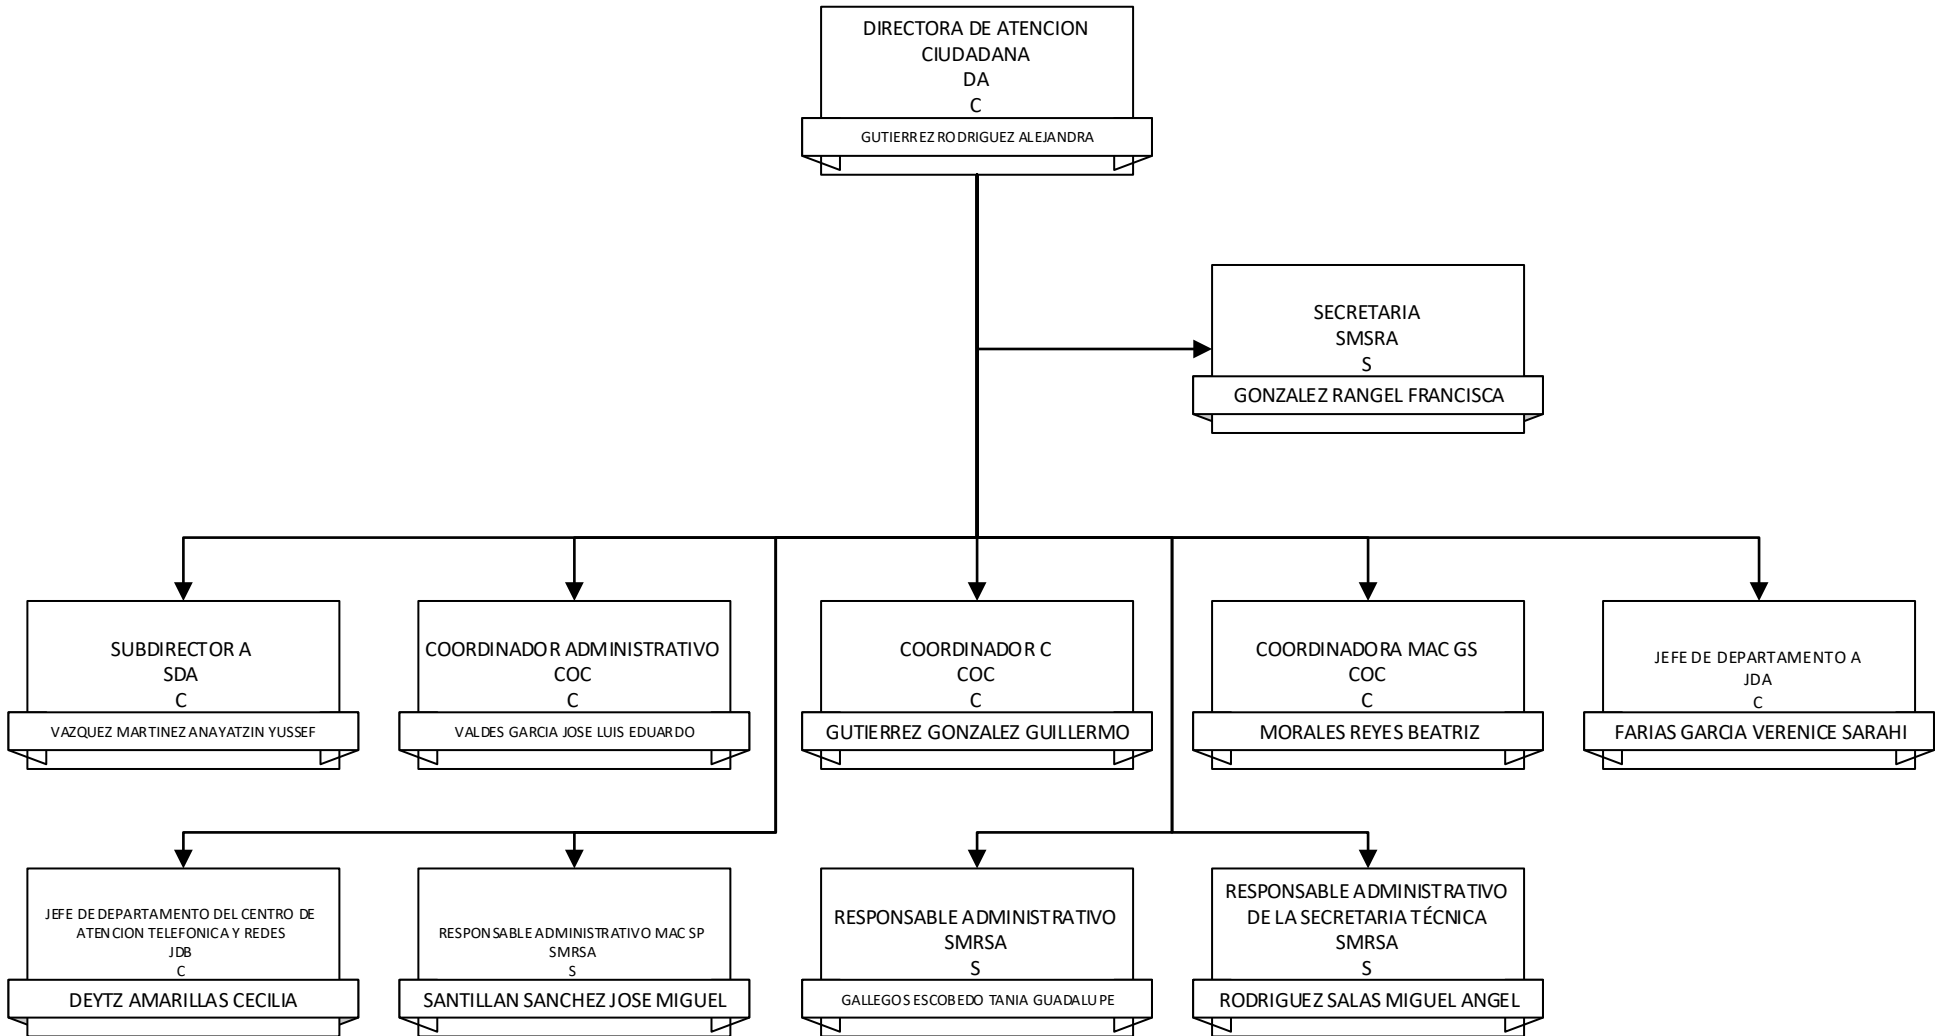 DIRECTORA DE ATENCION
CIUDADANA
DA
C
GUTIERREZ RODRIGUEZ ALEJANDRA
SECRETARIA
SMSRA
S
GONZALEZ RANGEL FRANCISCA
SUBDIRECTOR A
SDA
C
VAZQUEZ MARTINEZ ANAYATZIN YUSSEF
COORDINADOR ADMINISTRATIVO
COC
C
VALDES GARCIA JOSE LUIS EDUARDO
COORDINADOR C
COC
C
GUTIERREZ GONZALEZ GUILLERMO
COORDINADORA MAC GS
COC
C
MORALES REYES BEATRIZ
JEFE DE DEPARTAMENTO A
JDA
C
FARIAS GARCIA VERENICE SARAHI
JEFE DE DEPARTAMENTO DEL CENTRO DE
ATENCION TELEFONICA Y REDES
JDB
C
DEYTZ AMARILLAS CECILIA
RESPONSABLE ADMINISTRATIVO MAC SP
SMRSA
S
SANTILLAN SANCHEZ JOSE MIGUEL
RESPONSABLE ADMINISTRATIVO
SMRSA
S
GALLEGOS ESCOBEDO TANIA GUADALUPE
RESPONSABLE ADMINISTRATIVO
DE LA SECRETARIA TÉCNICA
SMRSA
S
RODRIGUEZ SALAS MIGUEL ANGEL